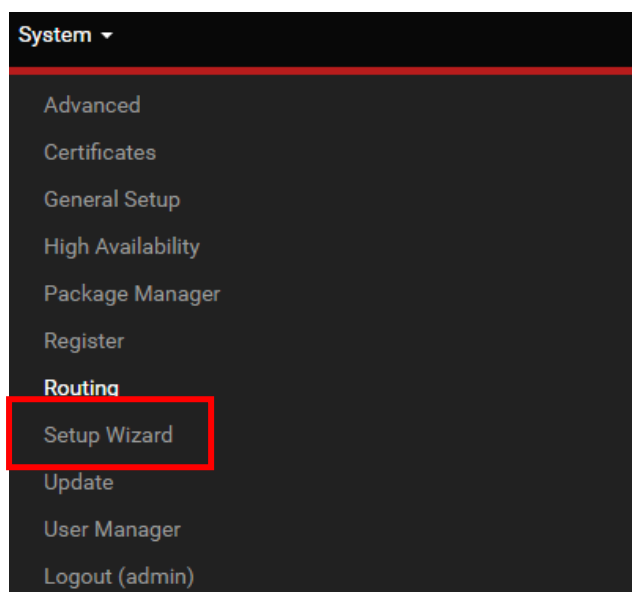 System
Advanced
Certificates
General Setup
High Availability
Package Manager
Register
Routing
Setup Wizard
Update
User Manager
Logout (admin)